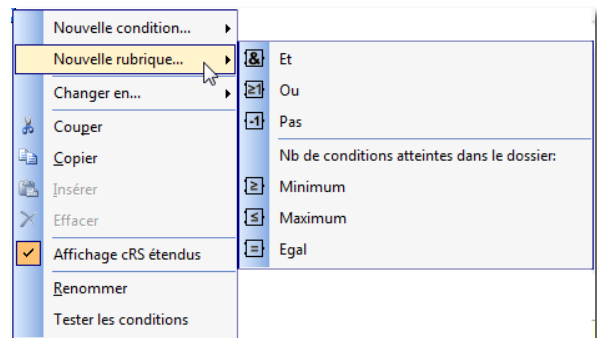 Nouvelle condition...
Nouvelle rubrique...
Changer en...
Couper
Copier
Insérer
Effacer
Affichage cRS étendus
Renommer
Tester les conditions
& Et
≥1 Ou
-1 Pas
Nb de conditions atteintes dans le dossier:
≥ Minimum
≤ Maximum
= Egal